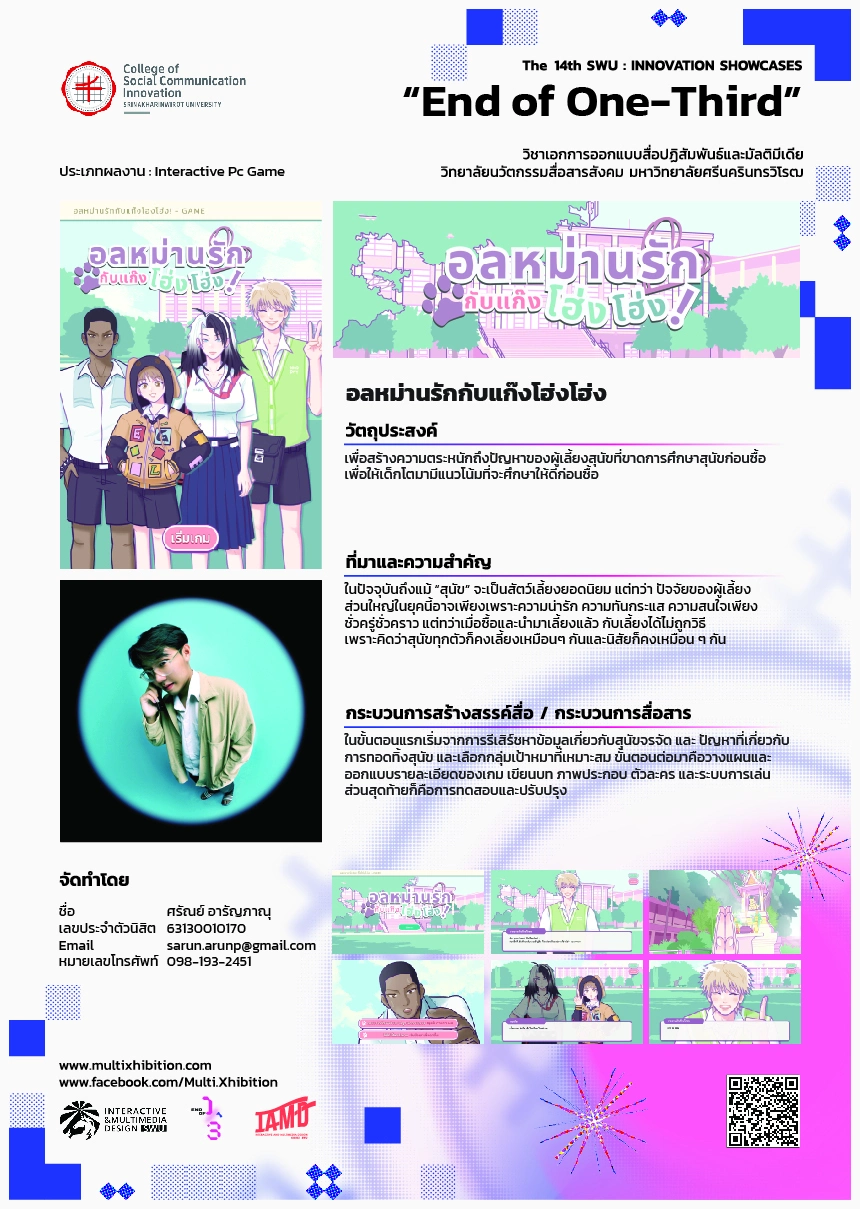 College of
Social Communication
Innovation
SRINAKHARINWIROT UNIVERSITY
The 14th SWU : INNOVATION SHOWCASES
“End of One-Third”
วิชาเอกการออกแบบสื่อปฏิสัมพันธ์และมัลติมีเดีย
วิทยาลัยนวัตกรรมสื่อสารสังคม มหาวิทยาลัยศรีนครินทรวิโรฒ
ประเภทผลงาน : Interactive Pc Game
อลหม่านรักกับแก๊งโฮ่งโฮ่ง! - GAME
อลหม่านรัก
กับแก๊ง โฮ่ง โฮ่ง!
เริ่มเกม
อลหม่านรัก
กับแก๊ง โฮ่ง โฮ่ง!
อลหม่านรักกับแก๊งโฮ่งโฮ่ง
วัตถุประสงค์
เพื่อสร้างความตระหนักถึงปัญหาของผู้เลี้ยงสุนัขที่ขาดการศึกษาสุนัขก่อนซื้อ
เพื่อให้เด็กโตมามีแนวโน้มที่จะศึกษาให้ดีก่อนซื้อ
ที่มาและความสำคัญ
ในปัจจุบันถึงแม้ “สุนัข” จะเป็นสัตว์เลี้ยงยอดนิยม แต่ทว่า ปัจจัยของผู้เลี้ยง
ส่วนใหญ่ในยุคนี้อาจเพียงเพราะความน่ารัก ความทันกระแส ความสนใจเพียง
ชั่วครู่ชั่วคราว แต่ทว่าเมื่อซื้อและนำมาเลี้ยงแล้ว กับเลี้ยงได้ไม่ถูกวิธี
เพราะคิดว่าสุนัขทุกตัวก็คงเลี้ยงเหมือนๆ กันและนิสัยก็คงเหมือน ๆ กัน
กระบวนการสร้างสรรค์สื่อ / กระบวนการสื่อสาร
ในขั้นตอนแรกเริ่มจากการรีเสิร์ชหาข้อมูลเกี่ยวกับสุนัขจรจัด และ ปัญหาที่เกี่ยวกับ
การทอดทิ้งสุนัข และเลือกกลุ่มเป้าหมาที่เหมาะสม ขั้นตอนต่อมาคือวางแผนและ
ออกแบบรายละเอียดของเกม เขียนบท ภาพประกอบ ตัวละคร และระบบการเล่น
ส่วนสุดท้ายก็คือการทดสอบและปรับปรุง
จัดทำโดย
ชื่อ ศรัณย์ อารัญภาณุ
เลขประจำตัวนิสิต 63130010170
Email sarun.arunp@gmail.com
หมายเลขโทรศัพท์ 098-193-2451
อลหม่านรัก
กับแก๊ง โฮ่ง โฮ่ง!
www.multixhibition.com
www.facebook.com/Multi.Xhibition
INTERACTIVE
&MULTIMEDIA
DESIGN SWU
END
OF 1
3
IAMD